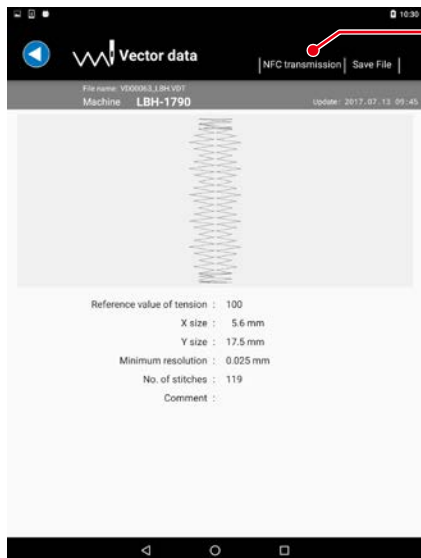 10:30
Vector data
NFC transmission Save File
File name: VD00063_LBH.VDT
Machine LBH-1790 Update: 2017.07.13 09:45
Reference value of tension : 100
X size : 5.6 mm
Y size : 17.5 mm
Minimum resolution : 0.025 mm
No. of stitches : 119
Comment :